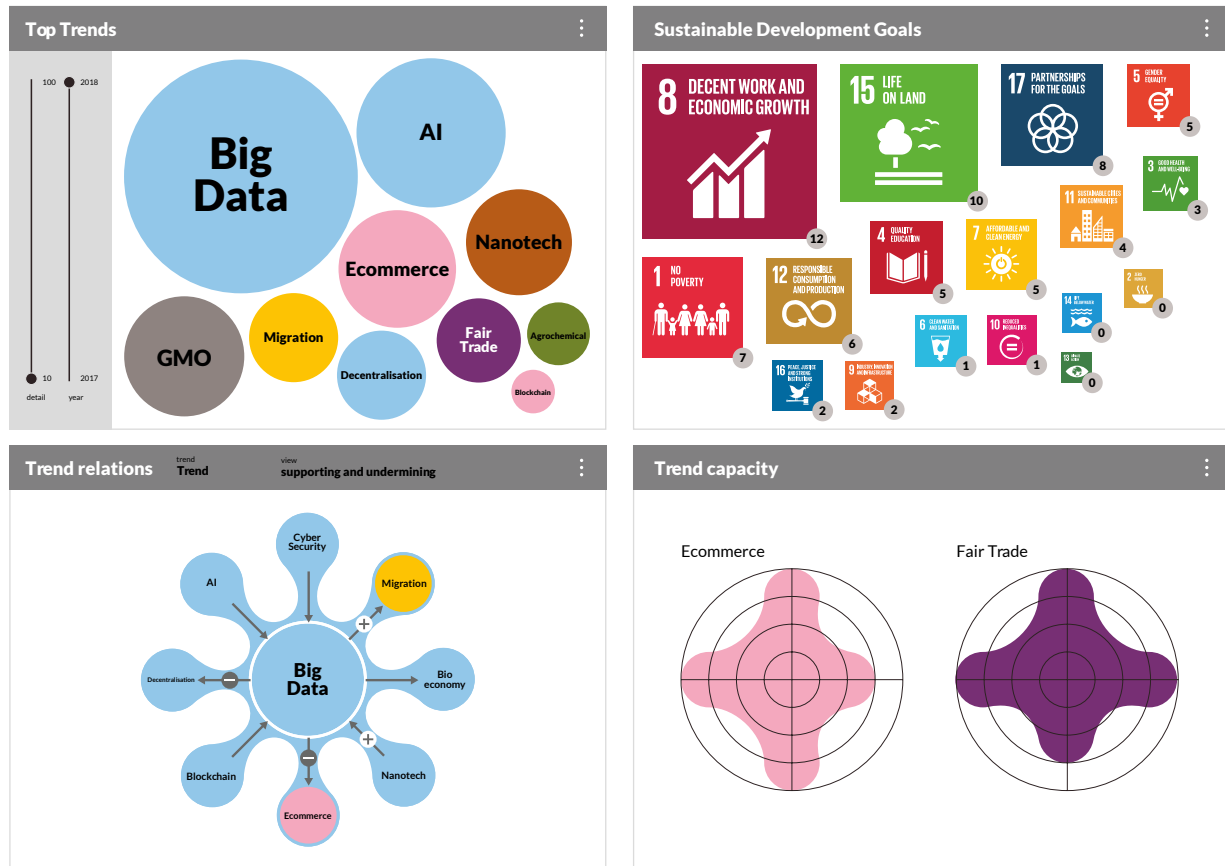 Top Trends
100
2018
10
2017
detail
year
Big
Data
AI
Ecommerce
Nanotech
GMO
Migration
Decentralisation
Fair
Trade
Agrochemical
Blockchain
Sustainable Development Goals
8 DECENT WORK AND
ECONOMIC GROWTH
12
15 LIFE
ON LAND
10
17 PARTNERSHIPS
FOR THE GOALS
8
5 GENDER
EQUALITY
5
3 GOOD HEALTH
AND WELL-BEING
3
11 SUSTAINABLE CITIES
AND COMMUNITIES
4
4 QUALITY
EDUCATION
5
7 AFFORDABLE AND
CLEAN ENERGY
5
1 NO
POVERTY
7
12 RESPONSIBLE
CONSUMPTION
AND PRODUCTION
6
2 ZERO
HUNGER
0
14
0
6 CLEAN WATER
AND SANITATION
1
10 REDUCED
INEQUALITIES
1
13
0
16 PEACE, JUSTICE
AND STRONG
INSTITUTIONS
2
9 INDUSTRY, INNOVATION
AND INFRASTRUCTURE
2
Trend relations
trend
Trend
view
supporting and undermining
Cyber
Security
AI
Migration
Decentralisation
Big
Data
Bio
economy
Blockchain
Nanotech
Ecommerce
Trend capacity
Ecommerce
Fair Trade